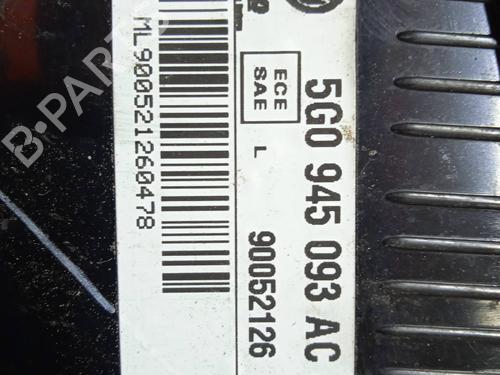 5G0 945 093 AC
ECE
SAE
L
90052126
ML900521260478
B-PARTS